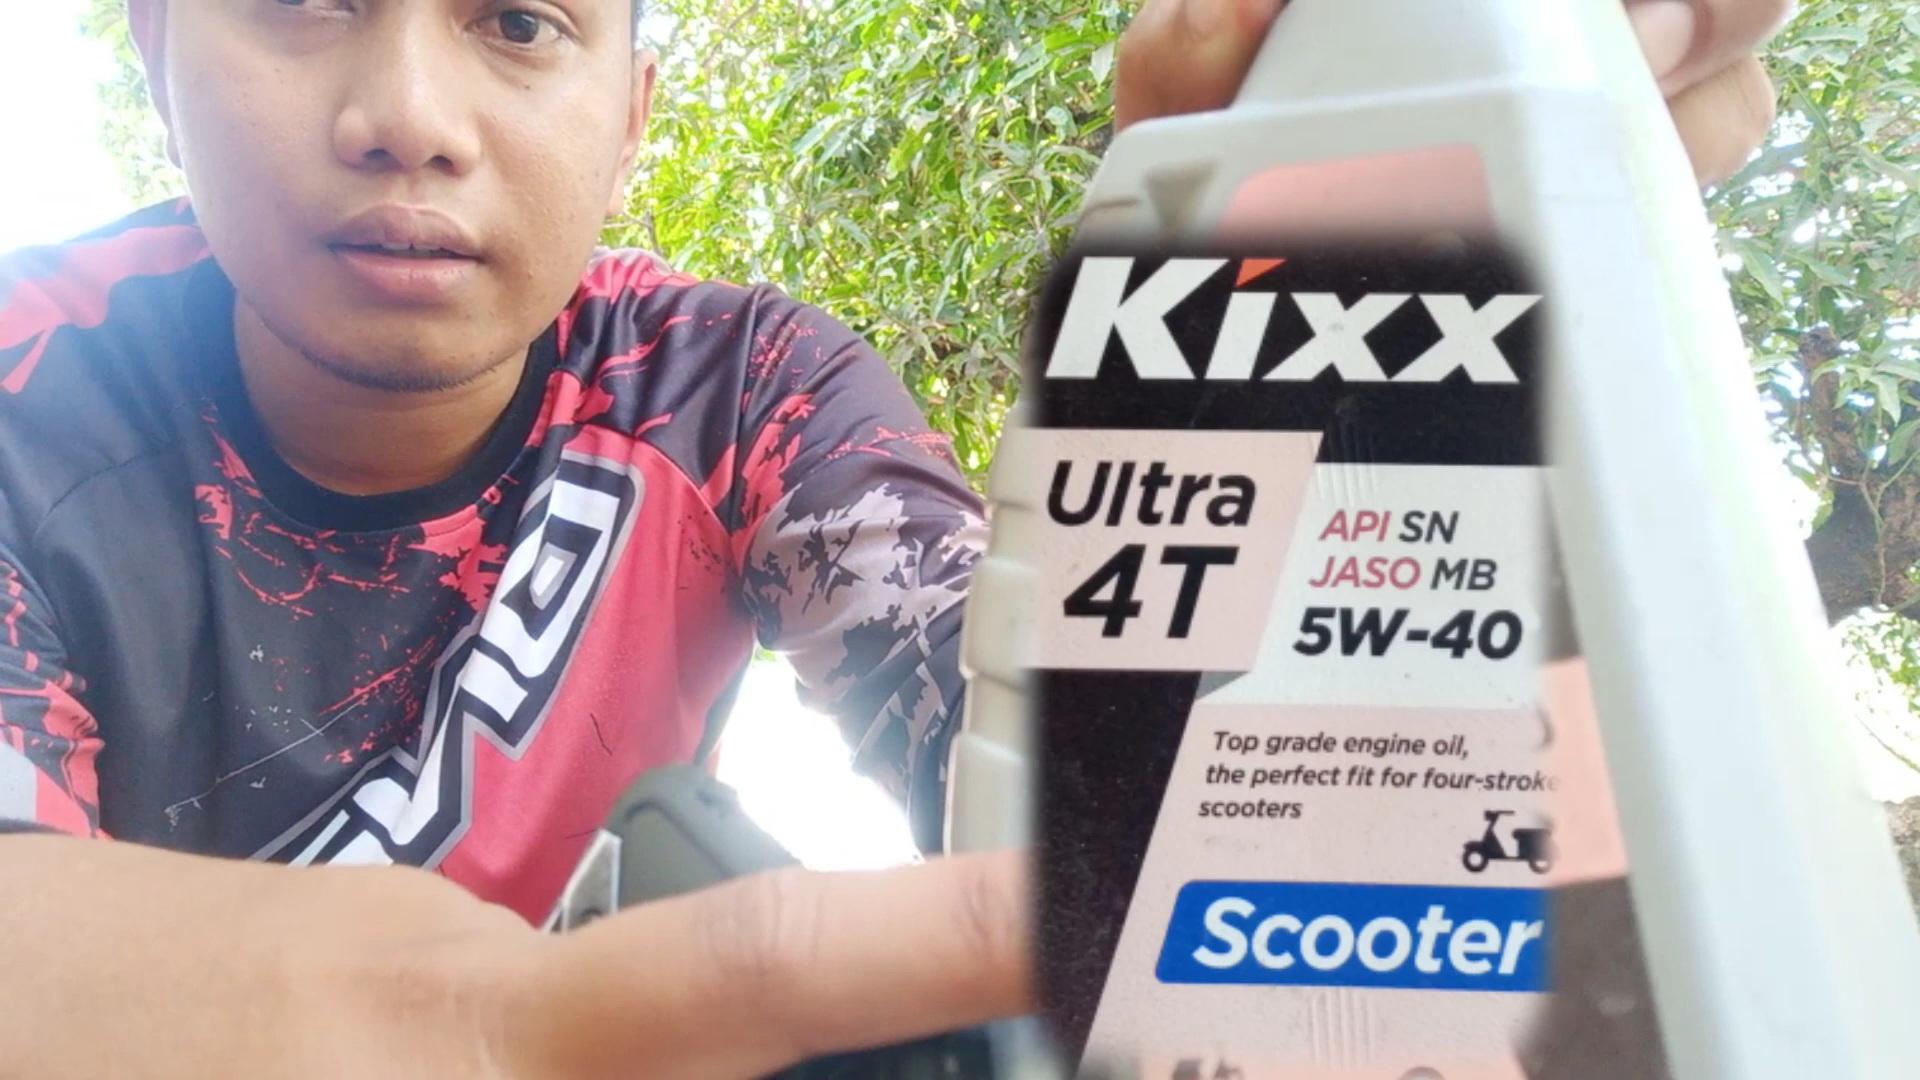 Kixx
Ultra
4T
API SN
JASO MB
5W-40
Top grade engine oil,
the perfect fit for four-stroke
scooters
Scooter